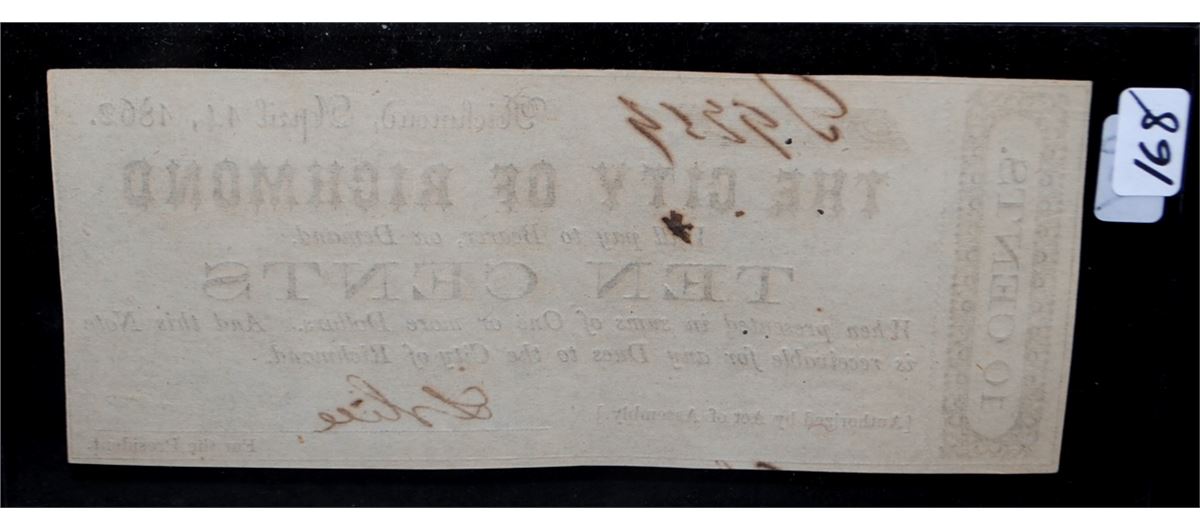 Richmond, April 14, 1862.
THE CITY OF RICHMOND
Will pay to Bearer, on Demand,
TEN CENTS
When presented in sums of One or more Dollars. And this Note
is receivable for any Dues to the City of Richmond.
[Authorized by Act of Assembly.]
For the President.
10 CENTS.
168